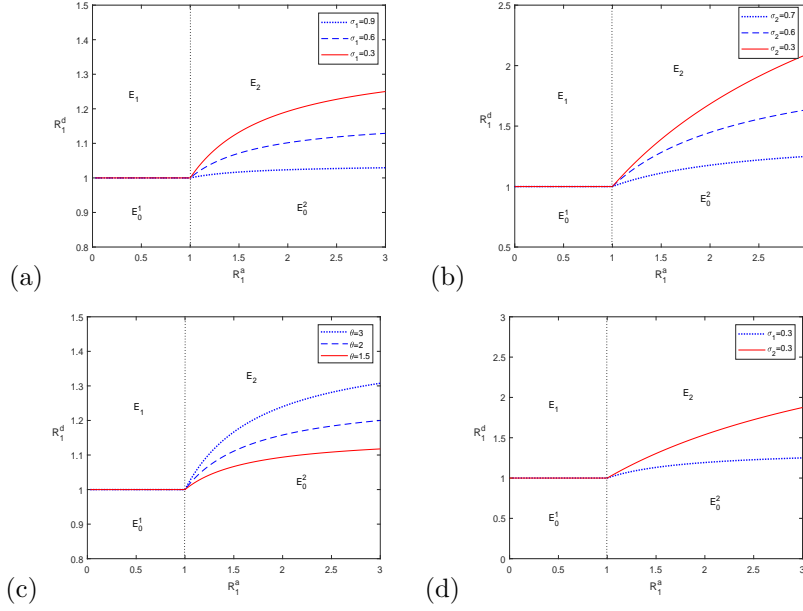 (a)
1.5
1.4
1.3
1.2
1.1
1
0.9
0.8
R₁ᵈ
E₁
E₂
E₀¹
E₀²
σ₁=0.9
σ₁=0.6
σ₁=0.3
0 0.5 1 1.5 2 2.5 3
R₁ᵃ
(b)
2.5
2
1.5
1
0.5
R₁ᵈ
E₁
E₂
E₀¹
E₀²
σ₂=0.7
σ₂=0.6
σ₂=0.3
0 0.5 1 1.5 2 2.5 3
R₁ᵃ
(c)
1.5
1.4
1.3
1.2
1.1
1
0.9
0.8
R₁ᵈ
E₁
E₂
E₀¹
E₀²
θ=3
θ=2
θ=1.5
0 0.5 1 1.5 2 2.5 3
R₁ᵃ
(d)
3
2.5
2
1.5
1
0.5
0
R₁ᵈ
E₁
E₂
E₀¹
E₀²
σ₁=0.3
σ₂=0.3
0 0.5 1 1.5 2 2.5 3
R₁ᵃ